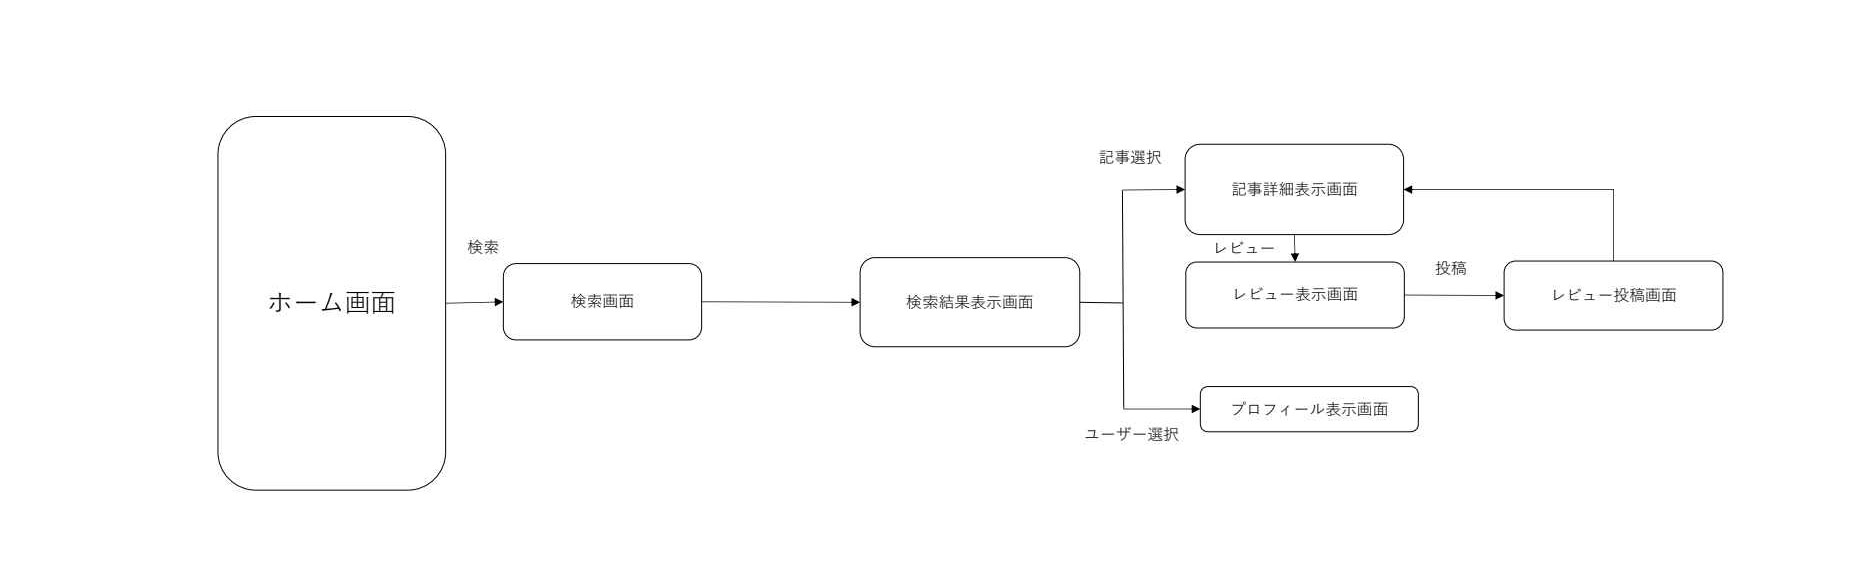 ホーム画面
検索
検索画面
検索結果表示画面
記事選択
記事詳細表示画面
レビュー
レビュー表示画面
投稿
レビュー投稿画面
プロフィール表示画面
ユーザー選択